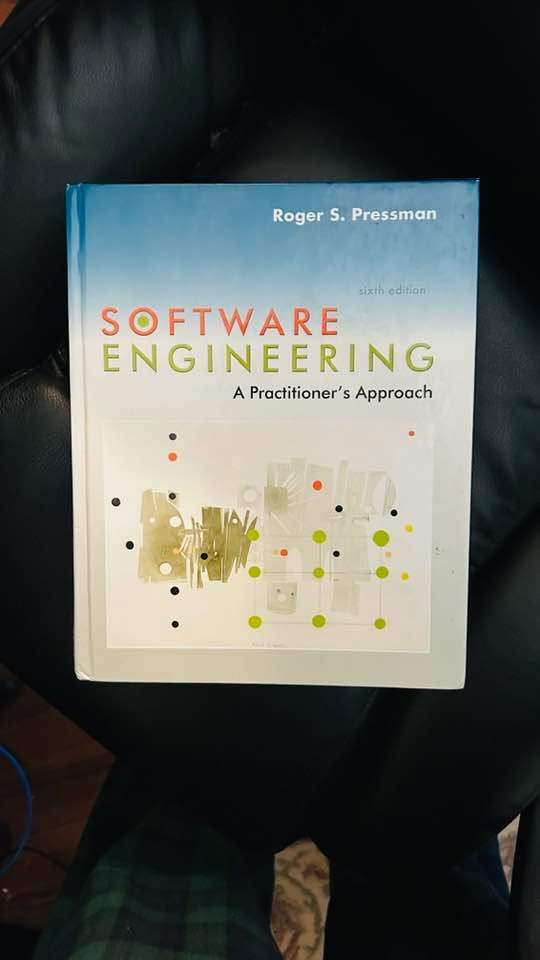 Roger S. Pressman
sixth edition
SOFTWARE
ENGINEERING
A Practitioner's Approach